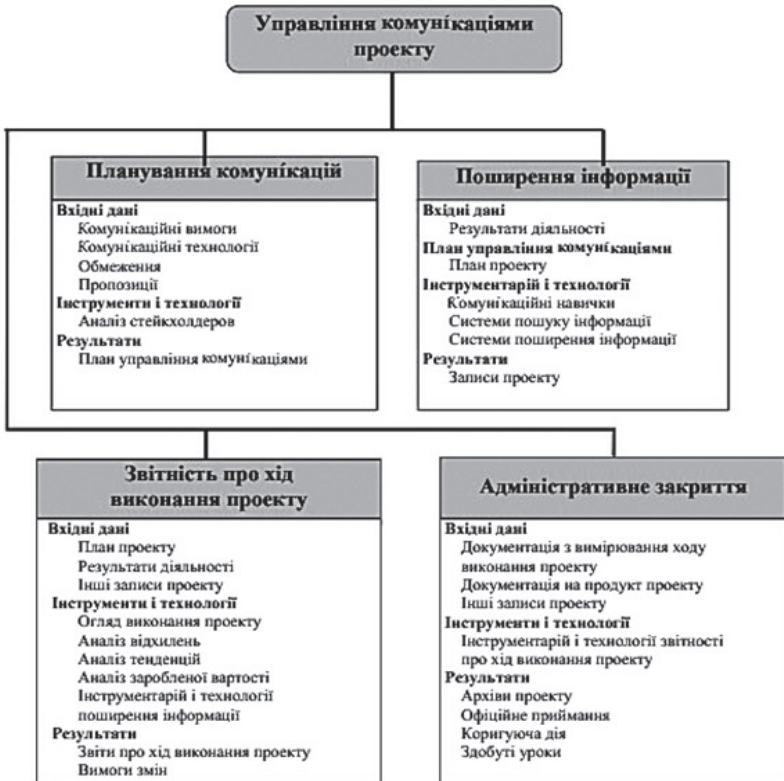 Управління комунікаціями
проекту
Планування комунікацій
Вхідні дані
Комунікаційні вимоги
Комунікаційні технології
Обмеження
Пропозиції
Інструменти і технології
Аналіз стейкхолдеров
Результати
План управління комунікаціями
Поширення інформації
Вхідні дані
Результати діяльності
План управління комунікаціями
План проекту
Інструментарій і технології
Комунікаційні навички
Системи пошуку інформації
Системи поширення інформації
Результати
Записи проекту
Звітність про хід
виконання проекту
Вхідні дані
План проекту
Результати діяльності
Інші записи проекту
Інструменти і технології
Огляд виконання проекту
Аналіз відхилень
Аналіз тенденцій
Аналіз заробленої вартості
Інструментарій і технології
поширення інформації
Результати
Звіти про хід виконання проекту
Вимоги змін
Адміністративне закриття
Вхідні дані
Документація з вимірювання ходу
виконання проекту
Документація на продукт проекту
Інші записи проекту
Інструменти і технології
Інструментарій і технології звітності
про хід виконання проекту
Результати
Архіви проекту
Офіційне приймання
Коригуюча дія
Здобуті уроки